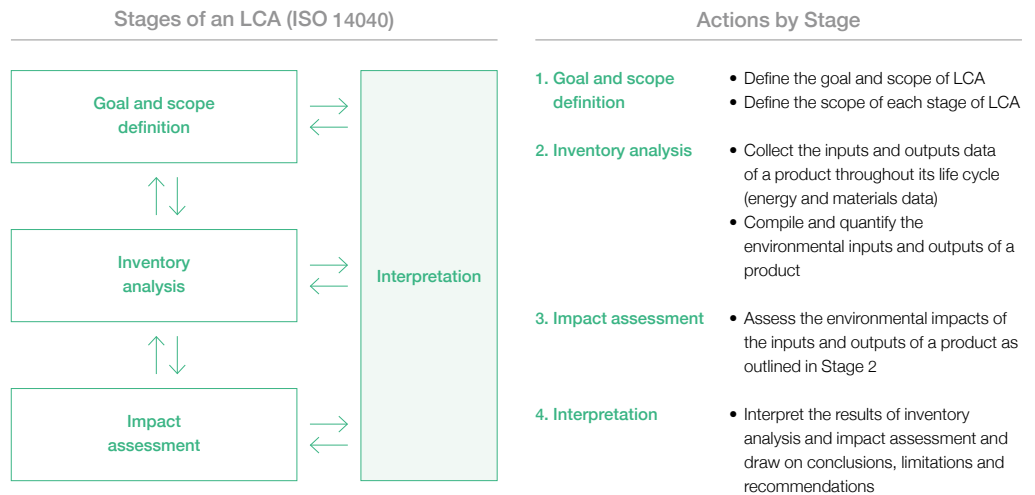 Stages of an LCA (ISO 14040)
Goal and scope
definition
Inventory
analysis
Impact
assessment
Interpretation
Actions by Stage
1. Goal and scope
definition
• Define the goal and scope of LCA
• Define the scope of each stage of LCA
2. Inventory analysis
• Collect the inputs and outputs data
of a product throughout its life cycle
(energy and materials data)
• Compile and quantify the
environmental inputs and outputs of a
product
3. Impact assessment
• Assess the environmental impacts of
the inputs and outputs of a product as
outlined in Stage 2
4. Interpretation
• Interpret the results of inventory
analysis and impact assessment and
draw on conclusions, limitations and
recommendations